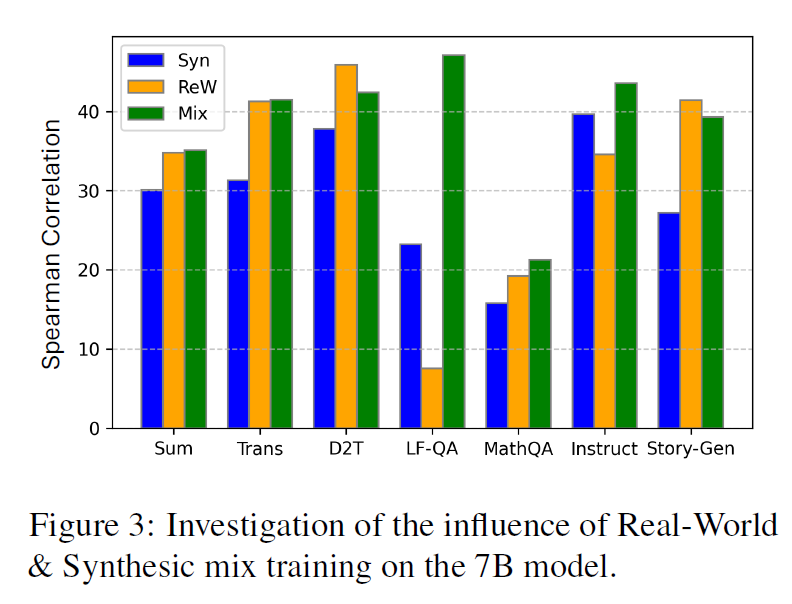 Syn
ReW
Mix
Spearman Correlation
40
30
20
10
0
Sum Trans D2T LF-QA MathQA Instruct Story-Gen
Figure 3: Investigation of the influence of Real-World
& Synthesic mix training on the 7B model.